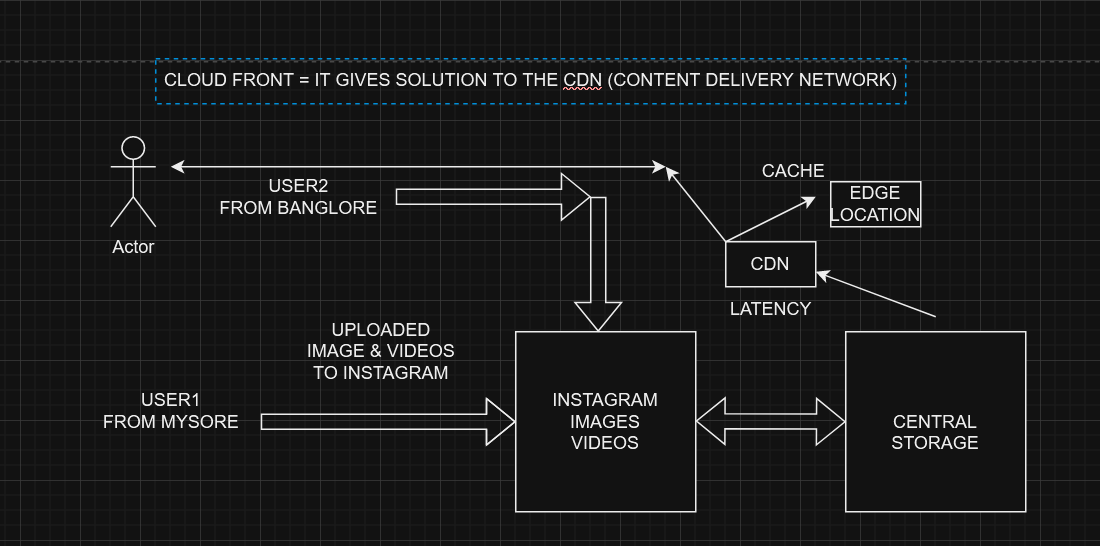 CLOUD FRONT = IT GIVES SOLUTION TO THE CDN (CONTENT DELIVERY NETWORK)
USER2
FROM BANGLORE
Actor
CACHE
EDGE
LOCATION
CDN
LATENCY
UPLOADED
IMAGE & VIDEOS
TO INSTAGRAM
USER1
FROM MYSORE
INSTAGRAM
IMAGES
VIDEOS
CENTRAL
STORAGE